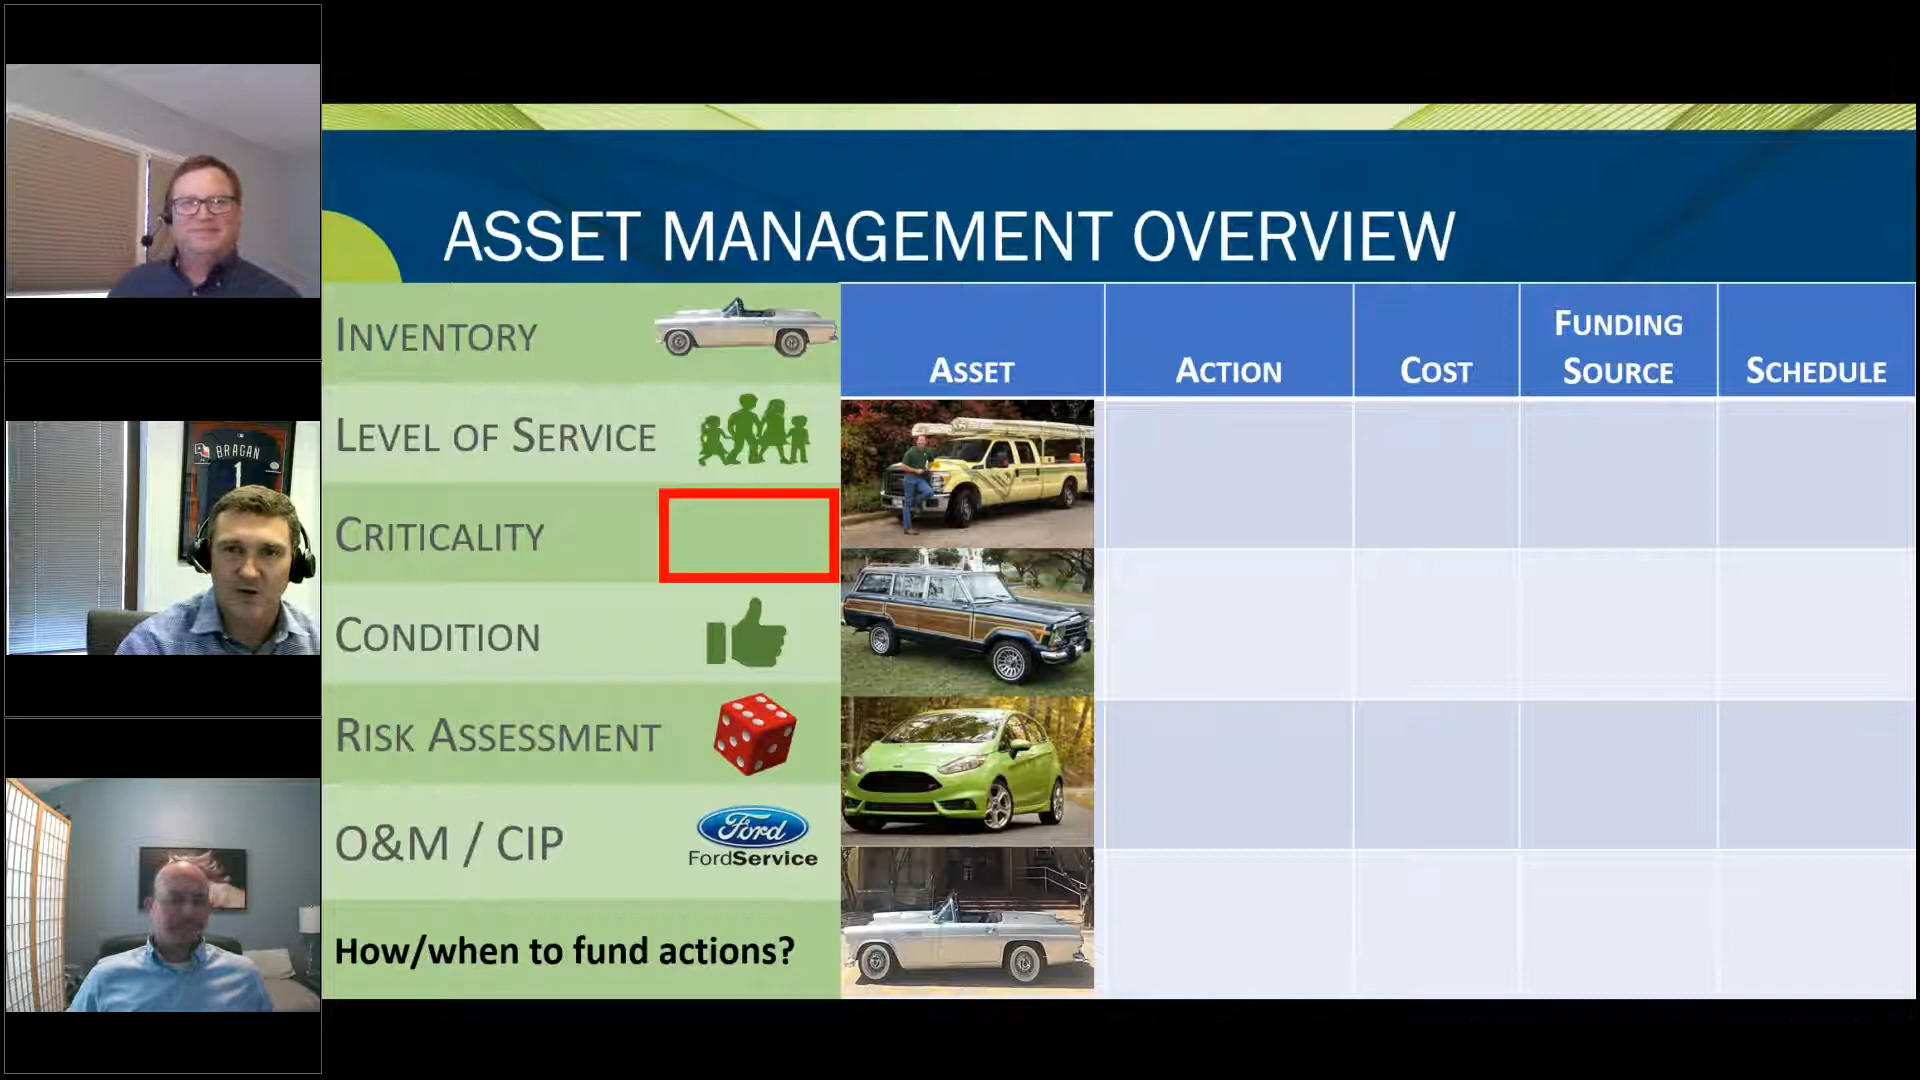 BRAGAN
1
ASSET MANAGEMENT OVERVIEW
INVENTORY
LEVEL OF SERVICE
CRITICALITY
CONDITION
RISK ASSESSMENT
O&M / CIP
Ford
FordService
How/when to fund actions?
ASSET
ACTION
COST
FUNDING
SOURCE
SCHEDULE